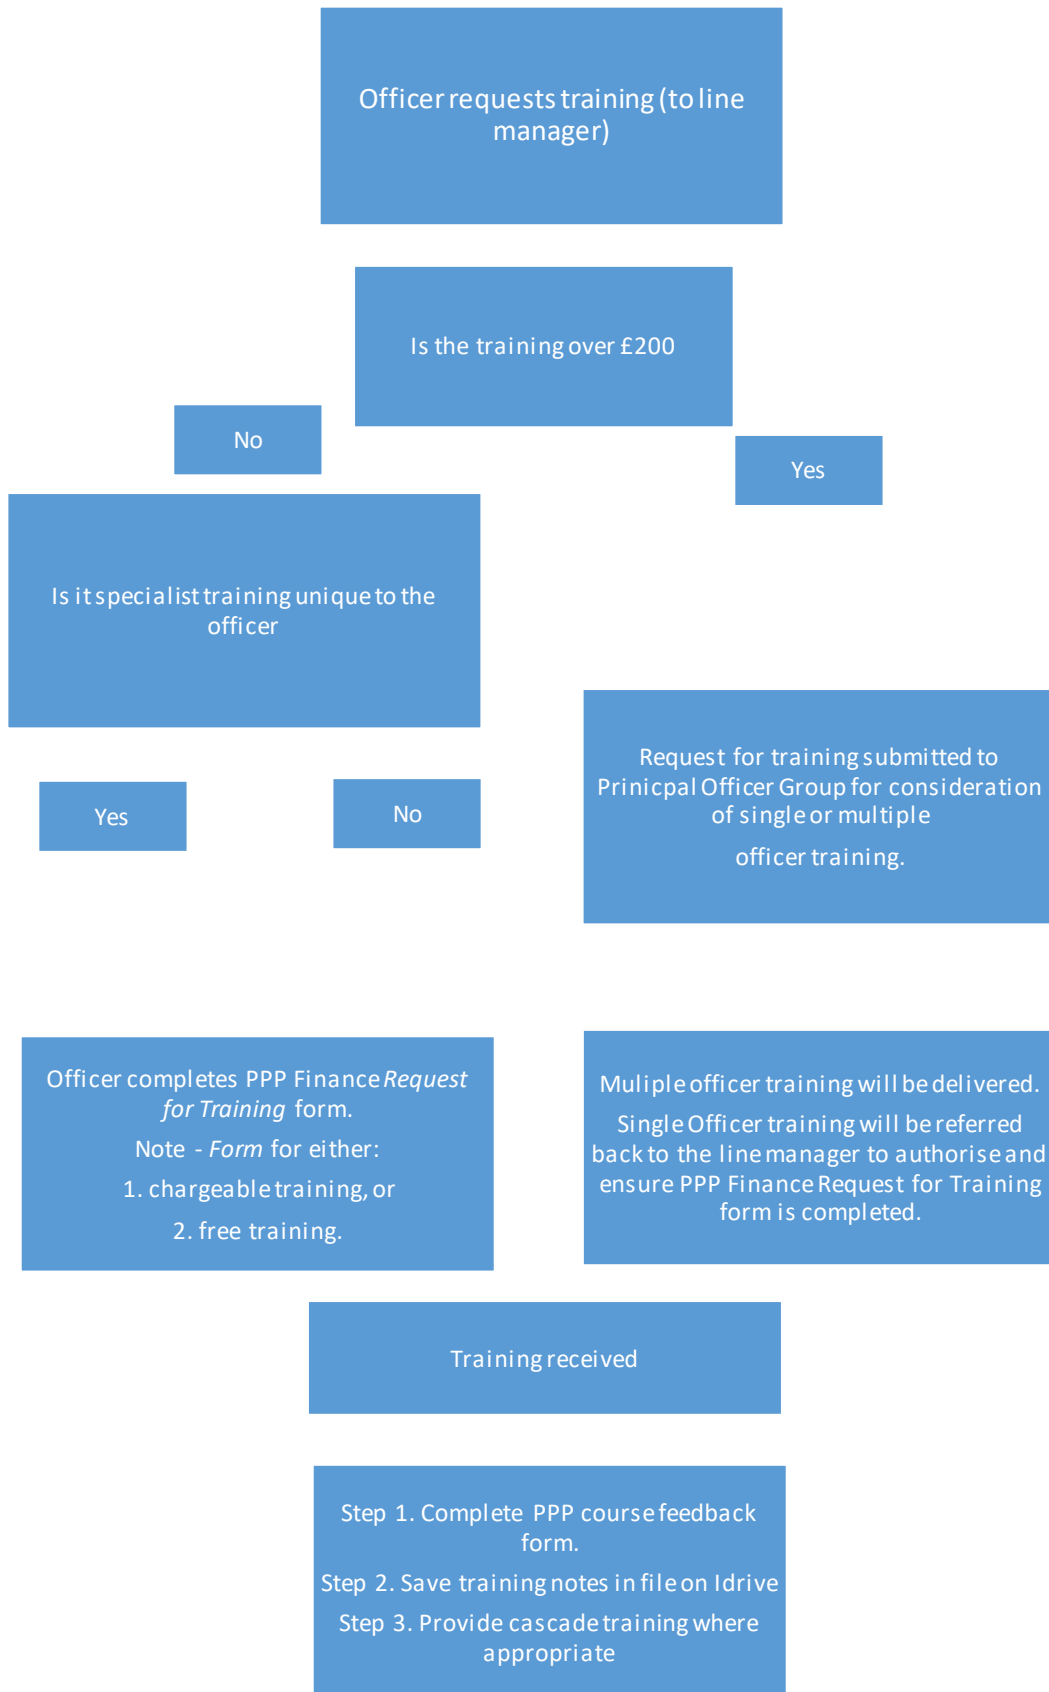 Officer requests training (to line
manager)
Is the training over £200
No
Yes
Is it specialist training unique to the
officer
Yes
No
Request for training submitted to
Prinicpal Officer Group for consideration
of single or multiple
officer training.
Officer completes PPP Finance Request
for Training form.
Note - Form for either:
1. chargeable training, or
2. free training.
Muliple officer training will be delivered.
Single Officer training will be referred
back to the line manager to authorise and
ensure PPP Finance Request for Training
form is completed.
Training received
Step 1. Complete PPP course feedback
form.
Step 2. Save training notes in file on Idrive
Step 3. Provide cascade training where
appropriate